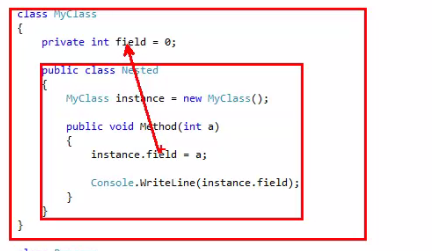 class MyClass
{
private int field = 0;
public class Nested
{
MyClass instance = new MyClass();
public void Method(int a)
{
instance.field = a;
Console.WriteLine(instance.field);
}
}
}